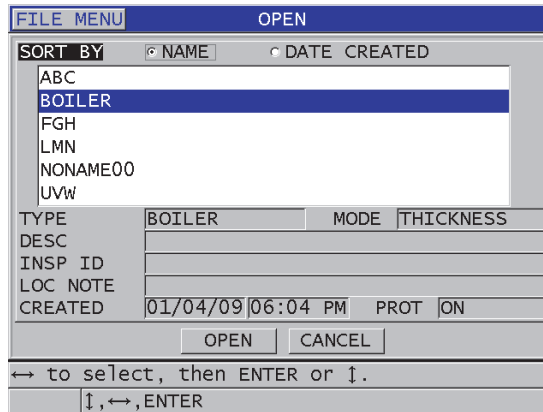 FILE MENU OPEN
SORT BY NAME DATE CREATED
ABC
BOILER
FGH
LMN
NONAME00
UVW
TYPE BOILER MODE THICKNESS
DESC
INSP ID
LOC NOTE
CREATED 01/04/09 06:04 PM PROT ON
OPEN CANCEL
↔ to select, then ENTER or ↕.
↕,↔,ENTER